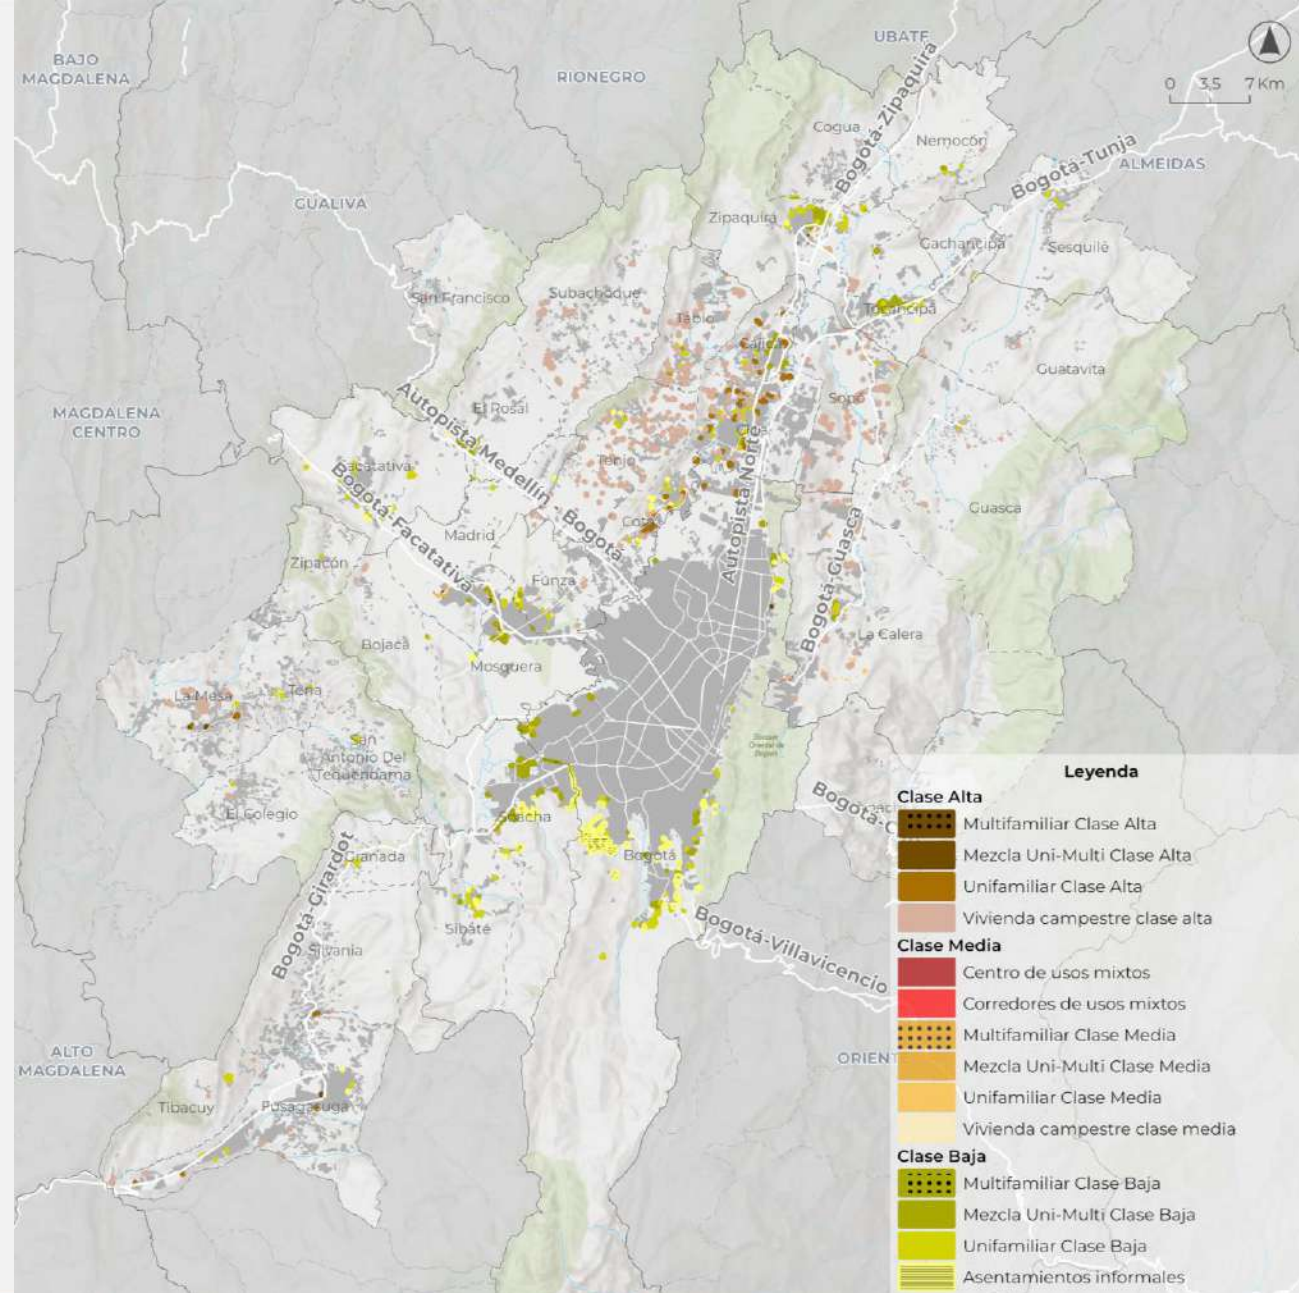 UBATE
BAJO
MAGDALENA
RIONEGRO
0 3,5 7 Km
Cogua
Nemocón
Bogotá-Zipaquira
Bogotá-Tunja
ALMEIDAS
GUALIVA
Zipaquirá
Gachancipá
Sesquilé
San Francisco
Subachoque
Tabio
Tocancipá
Cajicá
Guatavita
MAGDALENA
CENTRO
Autopista Medellín - Bogotá
El Rosal
Sopó
Facatativá
Bogotá-Facatativá
Tenjo
Autopista Norte
Guasca
Cota
Madrid
Bogotá-Guasca
Zipacón
Funza
Bojacá
La Calera
Mosquera
La Mesa
Tena
San
Antonio Del
Tequendama
Bosque
Oriental de
Bogotá
El Colegio
Soacha
Granada
Bogotá
Bogotá-Girardot
Sibaté
Bogotá-Villavicencio
Silvania
ALTO
MAGDALENA
Tibacuy
Fusagasugá
Leyenda
Clase Alta
Multifamiliar Clase Alta
Mezcla Uni-Multi Clase Alta
Unifamiliar Clase Alta
Vivienda campestre clase alta
Clase Media
Centro de usos mixtos
Corredores de usos mixtos
Multifamiliar Clase Media
Mezcla Uni-Multi Clase Media
Unifamiliar Clase Media
Vivienda campestre clase media
Clase Baja
Multifamiliar Clase Baja
Mezcla Uni-Multi Clase Baja
Unifamiliar Clase Baja
Asentamientos informales